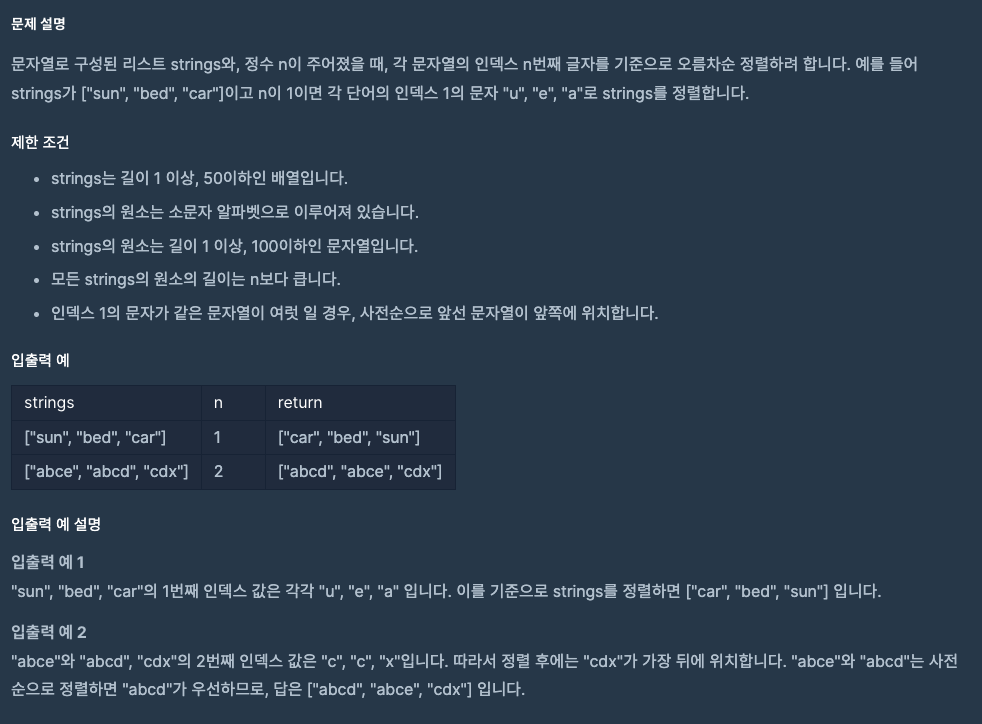 문제 설명
문자열로 구성된 리스트 strings와, 정수 n이 주어졌을 때, 각 문자열의 인덱스 n번째 글자를 기준으로 오름차순 정렬하려 합니다. 예를 들어
strings가 ["sun", "bed", "car"]이고 n이 1이면 각 단어의 인덱스 1의 문자 "u", "e", "a"로 strings를 정렬합니다.
제한 조건
• strings는 길이 1 이상, 50이하인 배열입니다.
• strings의 원소는 소문자 알파벳으로 이루어져 있습니다.
• strings의 원소는 길이 1 이상, 100이하인 문자열입니다.
• 모든 strings의 원소의 길이는 n보다 큽니다.
• 인덱스 1의 문자가 같은 문자열이 여럿 일 경우, 사전순으로 앞선 문자열이 앞쪽에 위치합니다.
입출력 예
strings n return
["sun", "bed", "car"] 1 ["car", "bed", "sun"]
["abce", "abcd", "cdx"] 2 ["abcd", "abce", "cdx"]
입출력 예 설명
입출력 예 1
"sun", "bed", "car"의 1번째 인덱스 값은 각각 "u", "e", "a" 입니다. 이를 기준으로 strings를 정렬하면 ["car", "bed", "sun"] 입니다.
입출력 예 2
"abce"와 "abcd", "cdx"의 2번째 인덱스 값은 "c", "c", "x"입니다. 따라서 정렬 후에는 "cdx"가 가장 뒤에 위치합니다. "abce"와 "abcd"는 사전
순으로 정렬하면 "abcd"가 우선하므로, 답은 ["abcd", "abce", "cdx"] 입니다.